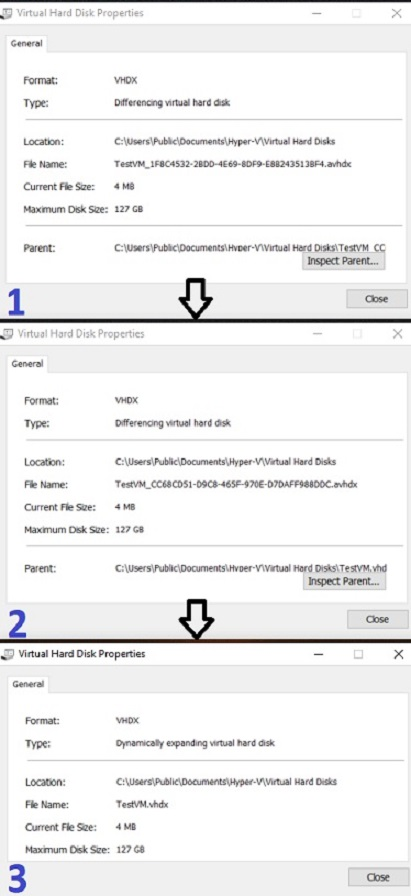 Virtual Hard Disk Properties
General
Format: VHDX
Type: Differencing virtual hard disk
Location: C:\Users\Public\Documents\Hyper-V\Virtual Hard Disks
File Name: TestVM_1F8C4532-2BDD-4E69-8DF9-E88243513BF4.avhdx
Current File Size: 4 MB
Maximum Disk Size: 127 GB
Parent: C:\Users\Public\Documents\Hyper-V\Virtual Hard Disks\TestVM_CC
Inspect Parent...
Close
1
Virtual Hard Disk Properties
General
Format: VHDX
Type: Differencing virtual hard disk
Location: C:\Users\Public\Documents\Hyper-V\Virtual Hard Disks
File Name: TestVM_CC68CD51-D9C8-465F-970E-D7DAFF988DDC.avhdx
Current File Size: 4 MB
Maximum Disk Size: 127 GB
Parent: C:\Users\Public\Documents\Hyper-V\Virtual Hard Disks\TestVM.vhd
Inspect Parent...
Close
2
Virtual Hard Disk Properties
General
Format: VHDX
Type: Dynamically expanding virtual hard disk
Location: C:\Users\Public\Documents\Hyper-V\Virtual Hard Disks
File Name: TestVM.vhdx
Current File Size: 4 MB
Maximum Disk Size: 127 GB
Close
3